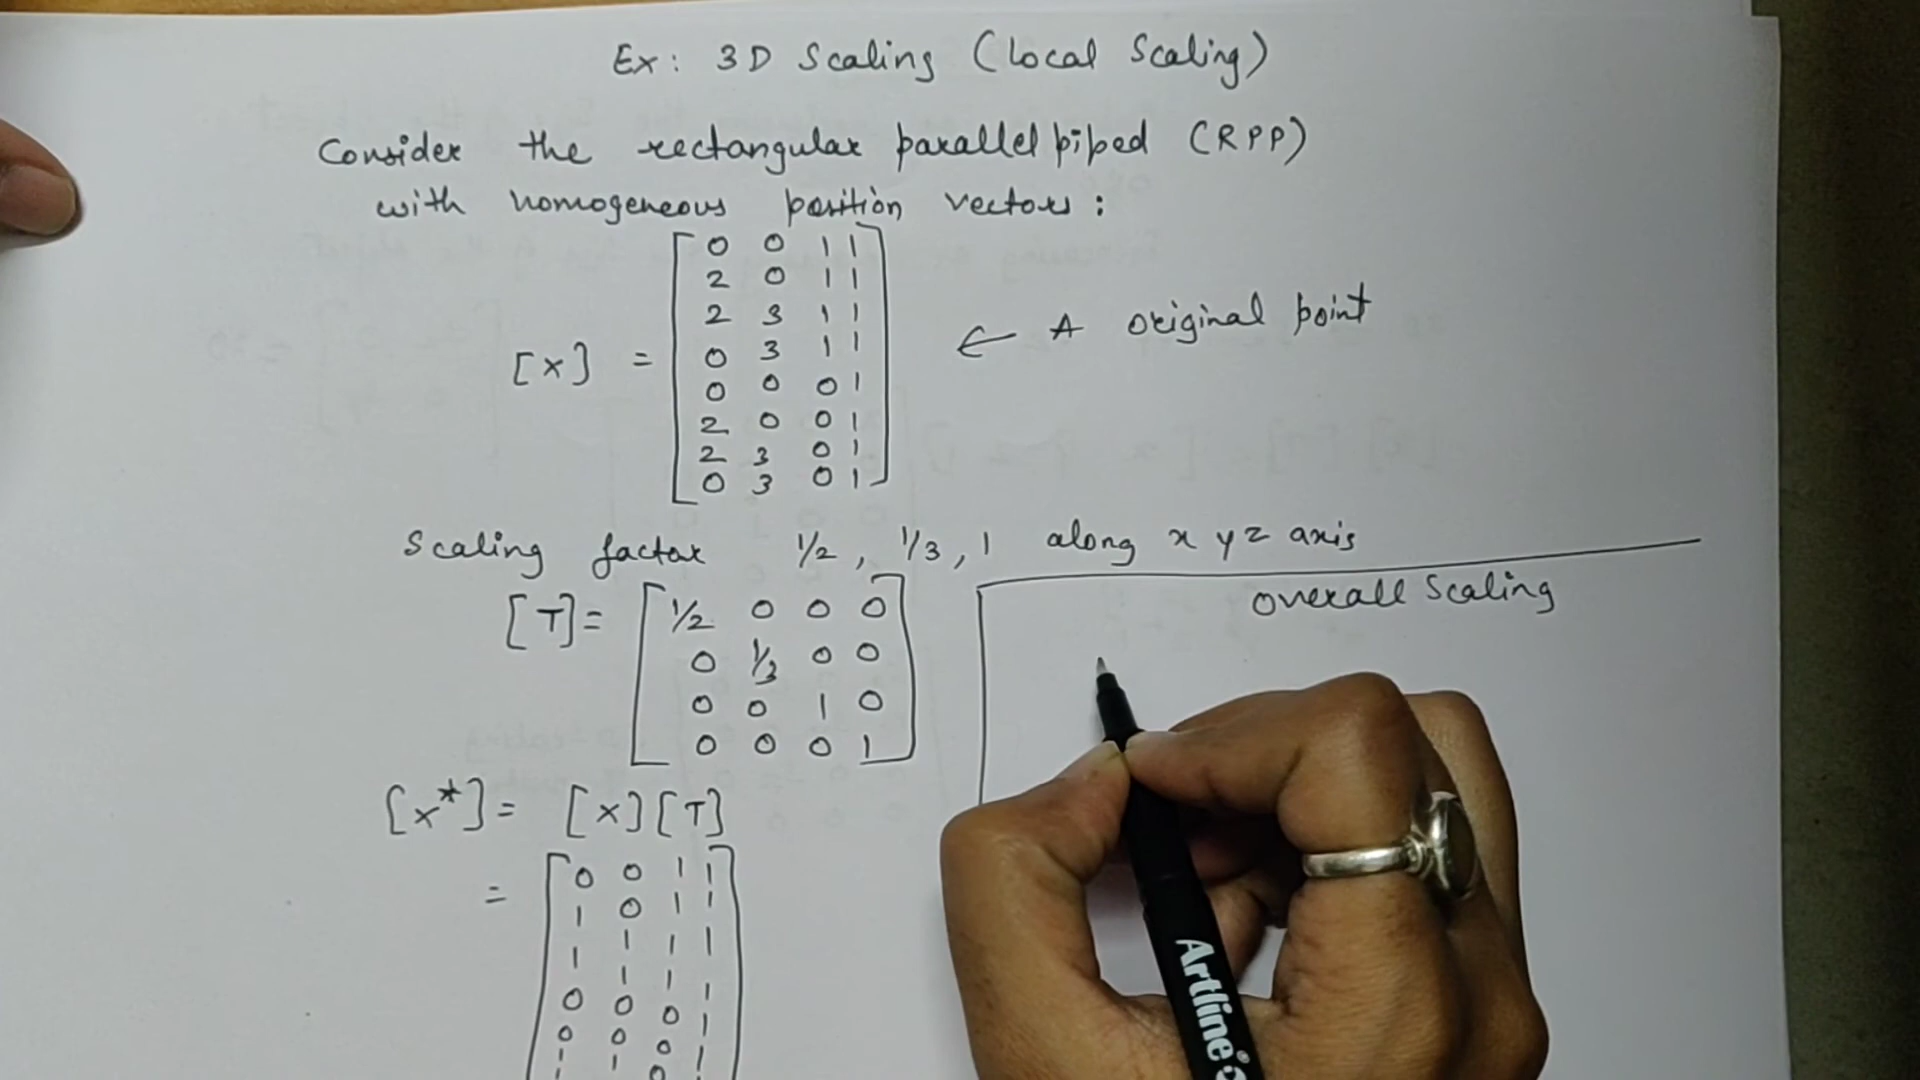 Ex: 3D Scaling (Local Scaling)
Consider the rectangular parallelpiped (RPP)
with homogeneous position vectors:
0 0 1 1
2 0 1 1
2 3 1 1
[X] =
0 3 1 1
0 0 0 1
2 0 0 1
2 3 0 1
0 3 0 1
← A original point
Scaling factor 1/2, 1/3, 1 along x y z axis
[T] =
1/2 0 0 0
0 1/3 0 0
0 0 1 0
0 0 0 1
Overall Scaling
[X*] = [X][T]
=
0 0 1 1
1 0 1 1
1 1 1 1
0 1 1 1
0 0 0 1
Artline